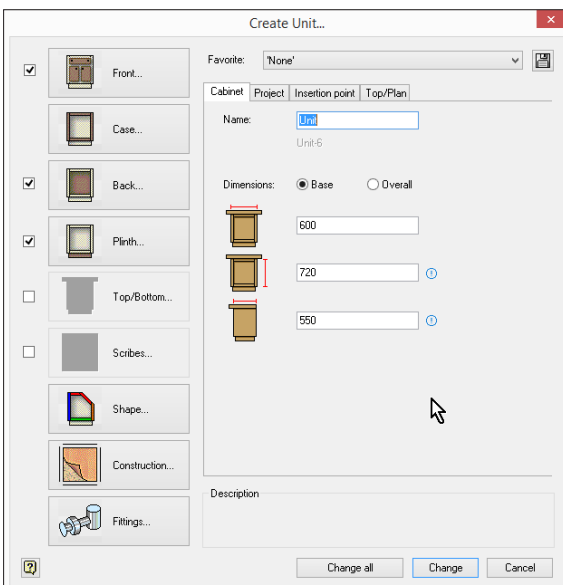 Create Unit...
Front...
Case...
Back...
Plinth...
Top/Bottom...
Scribes...
Shape...
Construction...
Fittings...
Favorite: 'None'
Cabinet Project Insertion point Top/Plan
Name: Unit
Unit-6
Dimensions: Base Overall
600
720
550
Description
Change all Change Cancel